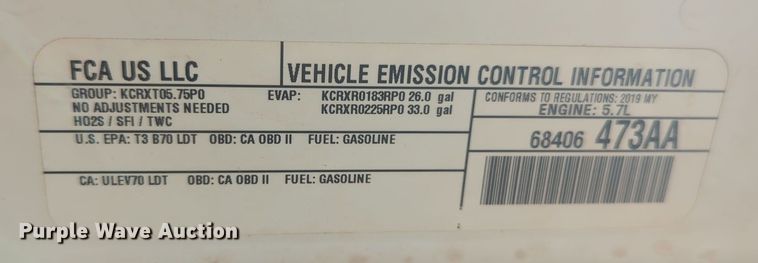 FCA US LLC
VEHICLE EMISSION CONTROL INFORMATION
GROUP: KCRXT05.75P0
NO ADJUSTMENTS NEEDED
HO2S / SFI / TWC
EVAP: KCRXR0183RP0 26.0 gal
KCRXR0225RP0 33.0 gal
CONFORMS TO REGULATIONS: 2019 MY
ENGINE: 5.7L
U.S. EPA: T3 B70 LDT OBD: CA OBD II FUEL: GASOLINE
68406 473AA
CA: ULEV70 LDT OBD: CA OBD II FUEL: GASOLINE
Purple Wave Auction